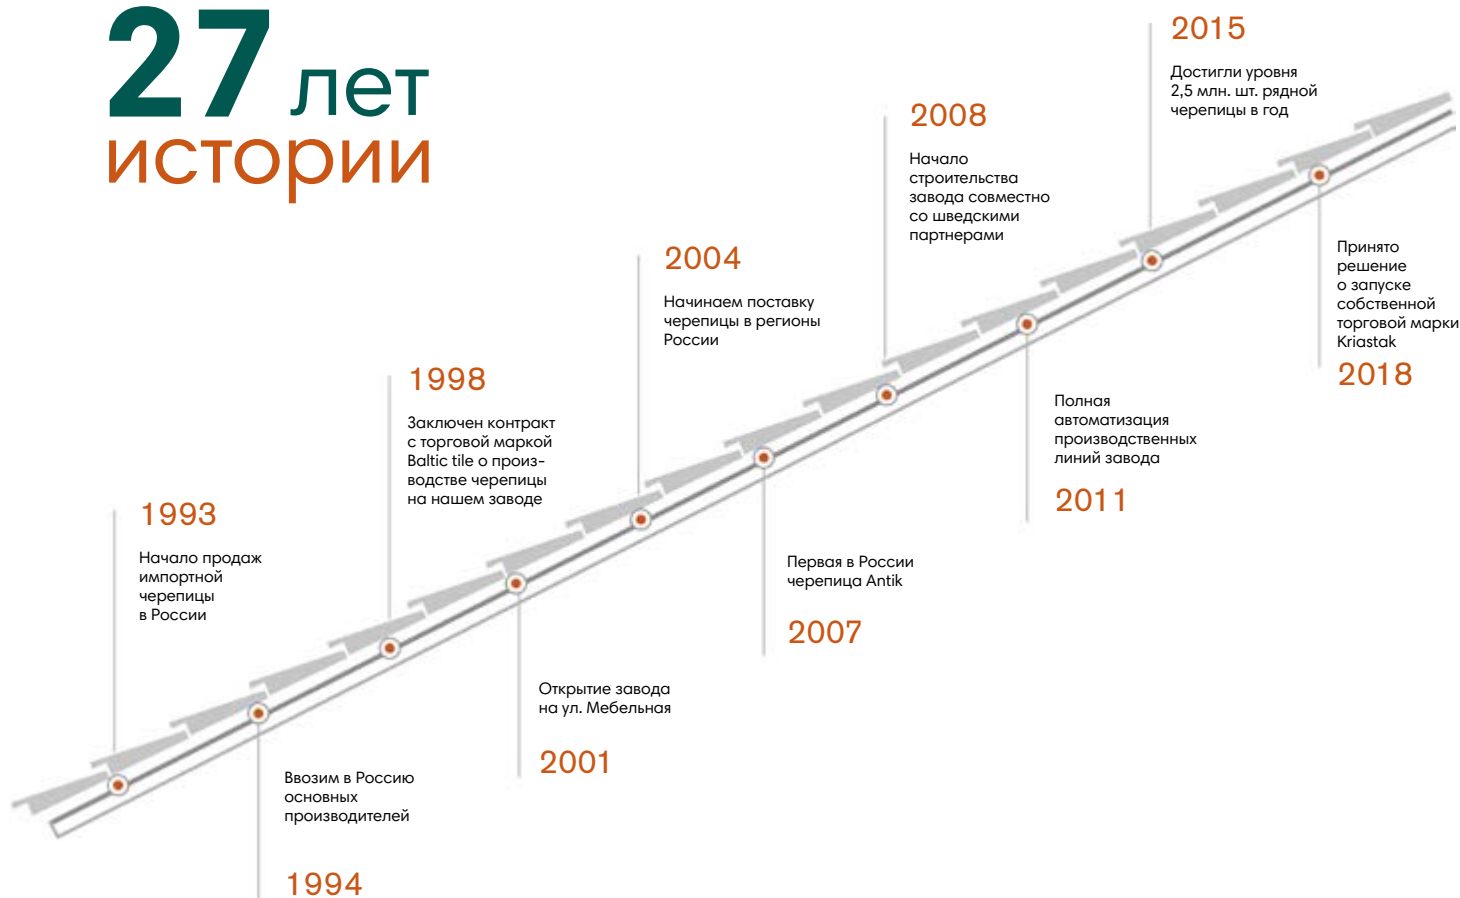 27 лет
истории
1993
Начало продаж
импортной
черепицы
в России
1994
Ввозим в Россию
основных
производителей
1998
Заключен контракт
с торговой маркой
Baltic tile о произ-
водстве черепицы
на нашем заводе
2001
Открытие завода
на ул. Мебельная
2004
Начинаем поставку
черепицы в регионы
России
2007
Первая в России
черепица Antik
2008
Начало
строительства
завода совместно
со шведскими
партнерами
2011
Полная
автоматизация
производственных
линий завода
2015
Достигли уровня
2,5 млн. шт. рядной
черепицы в год
2018
Принято
решение
о запуске
собственной
торговой марки
Kriastak